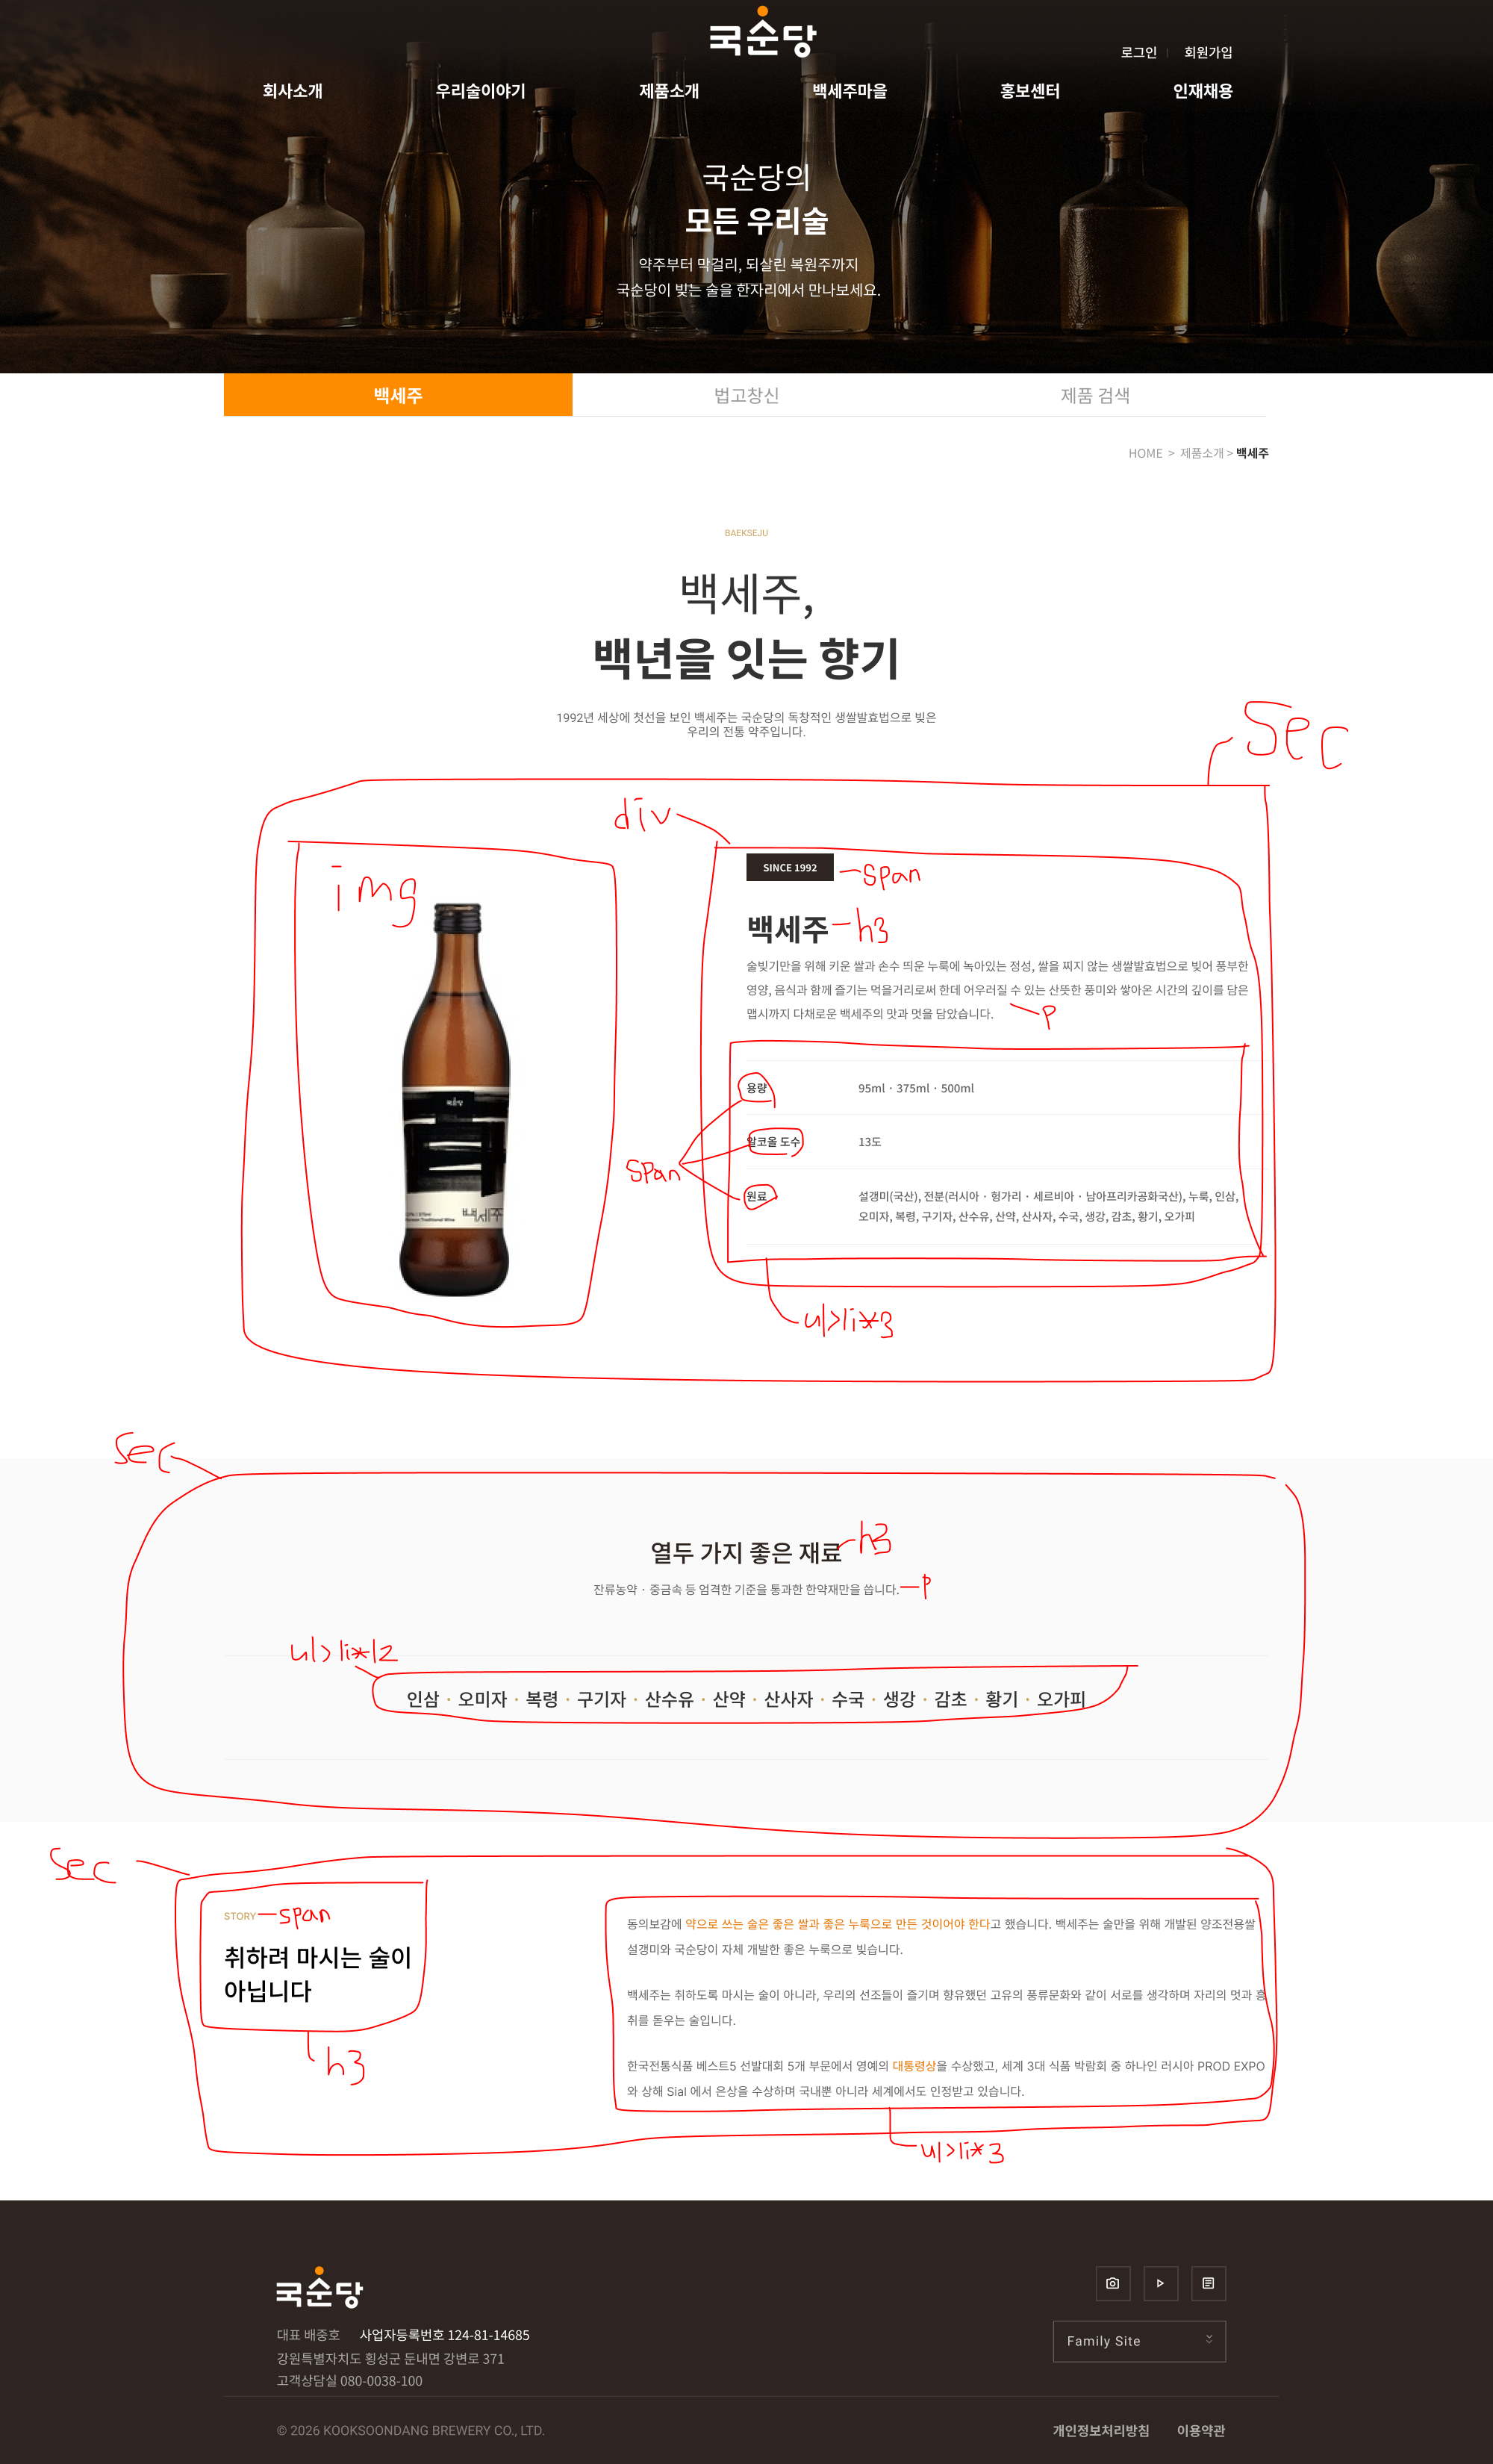 국순당
로그인 | 회원가입
회사소개 우리술이야기 제품소개 백세주마을 홍보센터 인재채용
국순당의
모든 우리술
약주부터 막걸리, 되살린 복원주까지
국순당이 빚는 술을 한자리에서 만나보세요.
백세주 법고창신 제품 검색
HOME > 제품소개 > 백세주
BAEKSEJU
백세주,
백년을 잇는 향기
1992년 세상에 첫선을 보인 백세주는 국순당의 독창적인 생쌀발효법으로 빚은
우리의 전통 약주입니다.
Sec
div
img
SINCE 1992 span
백세주 h3
술빚기만을 위해 키운 쌀과 손수 띄운 누룩에 녹아있는 정성, 쌀을 찌지 않는 생쌀발효법으로 빚어 풍부한
영양, 음식과 함께 즐기는 먹을거리로써 한데 어우러질 수 있는 산뜻한 풍미와 쌓아온 시간의 깊이를 담은
맵시까지 다채로운 백세주의 맛과 멋을 담았습니다. p
용량 95ml · 375ml · 500ml
알코올 도수 13도
span
원료 설갱미(국산), 전분(러시아 · 헝가리 · 세르비아 · 남아프리카공화국산), 누룩, 인삼,
오미자, 복령, 구기자, 산수유, 산약, 산사자, 수국, 생강, 감초, 황기, 오가피
국순당
백세주
ul>li*3
Sec
열두 가지 좋은 재료 h3
잔류농약 · 중금속 등 엄격한 기준을 통과한 한약재만을 씁니다. p
ul>li*12
인삼 · 오미자 · 복령 · 구기자 · 산수유 · 산약 · 산사자 · 수국 · 생강 · 감초 · 황기 · 오가피
Sec
STORY span
취하려 마시는 술이
아닙니다
h3
동의보감에 약으로 쓰는 술은 좋은 쌀과 좋은 누룩으로 만든 것이어야 한다고 했습니다. 백세주는 술만을 위해 개발된 양조전용쌀
설갱미와 국순당이 자체 개발한 좋은 누룩으로 빚습니다.
백세주는 취하도록 마시는 술이 아니라, 우리의 선조들이 즐기며 향유했던 고유의 풍류문화와 같이 서로를 생각하며 자리의 멋과 흥
취를 돋우는 술입니다.
한국전통식품 베스트5 선발대회 5개 부문에서 영예의 대통령상을 수상했고, 세계 3대 식품 박람회 중 하나인 러시아 PROD EXPO
와 상해 Sial 에서 은상을 수상하며 국내뿐 아니라 세계에서도 인정받고 있습니다.
ul>li*3
국순당
대표 배중호 사업자등록번호 124-81-14685
강원특별자치도 횡성군 둔내면 강변로 371
고객상담실 080-0038-100
Family Site
© 2026 KOOKSOONDANG BREWERY CO., LTD.
개인정보처리방침 이용약관